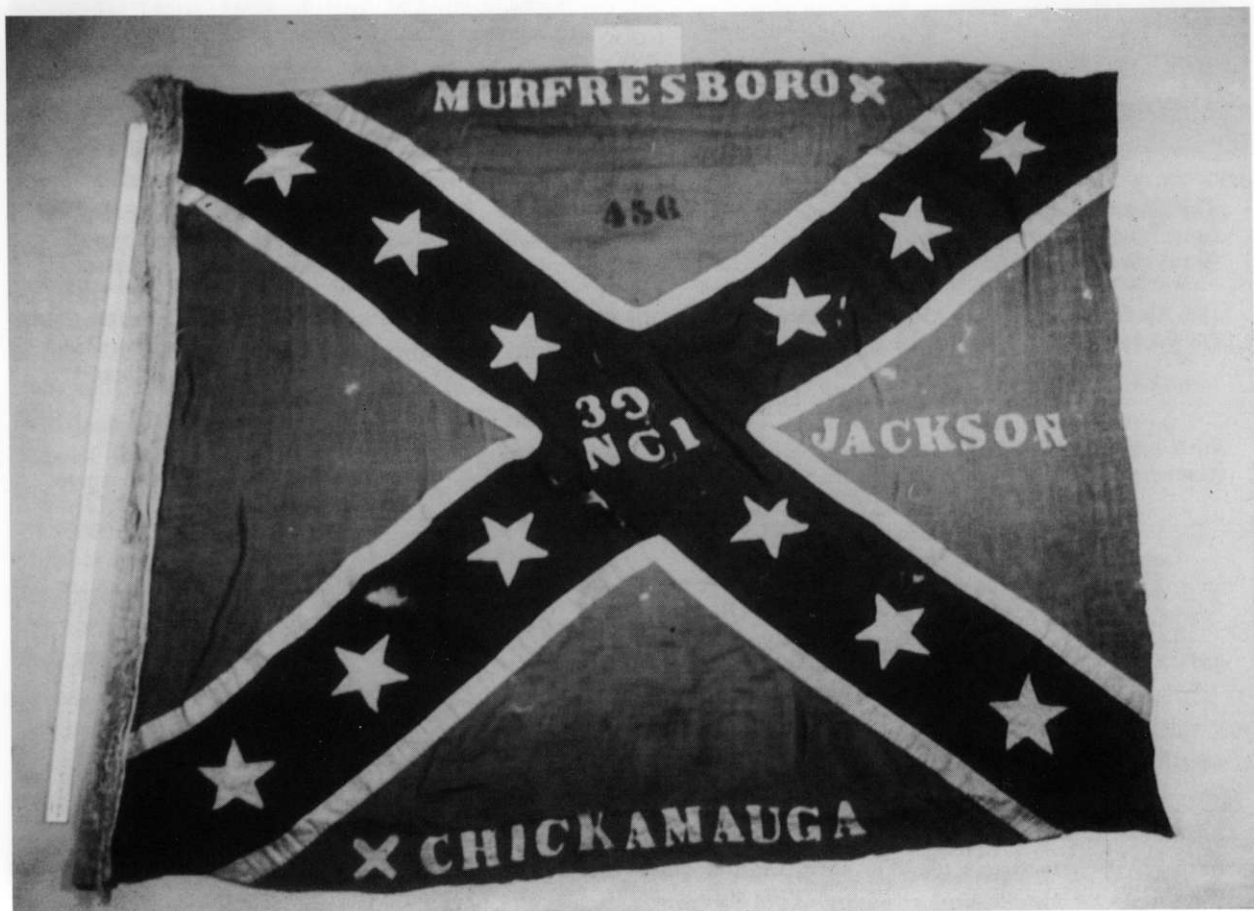 MURFRESBORO X
456
39
NCI
JACKSON
X CHICKAMAUGA